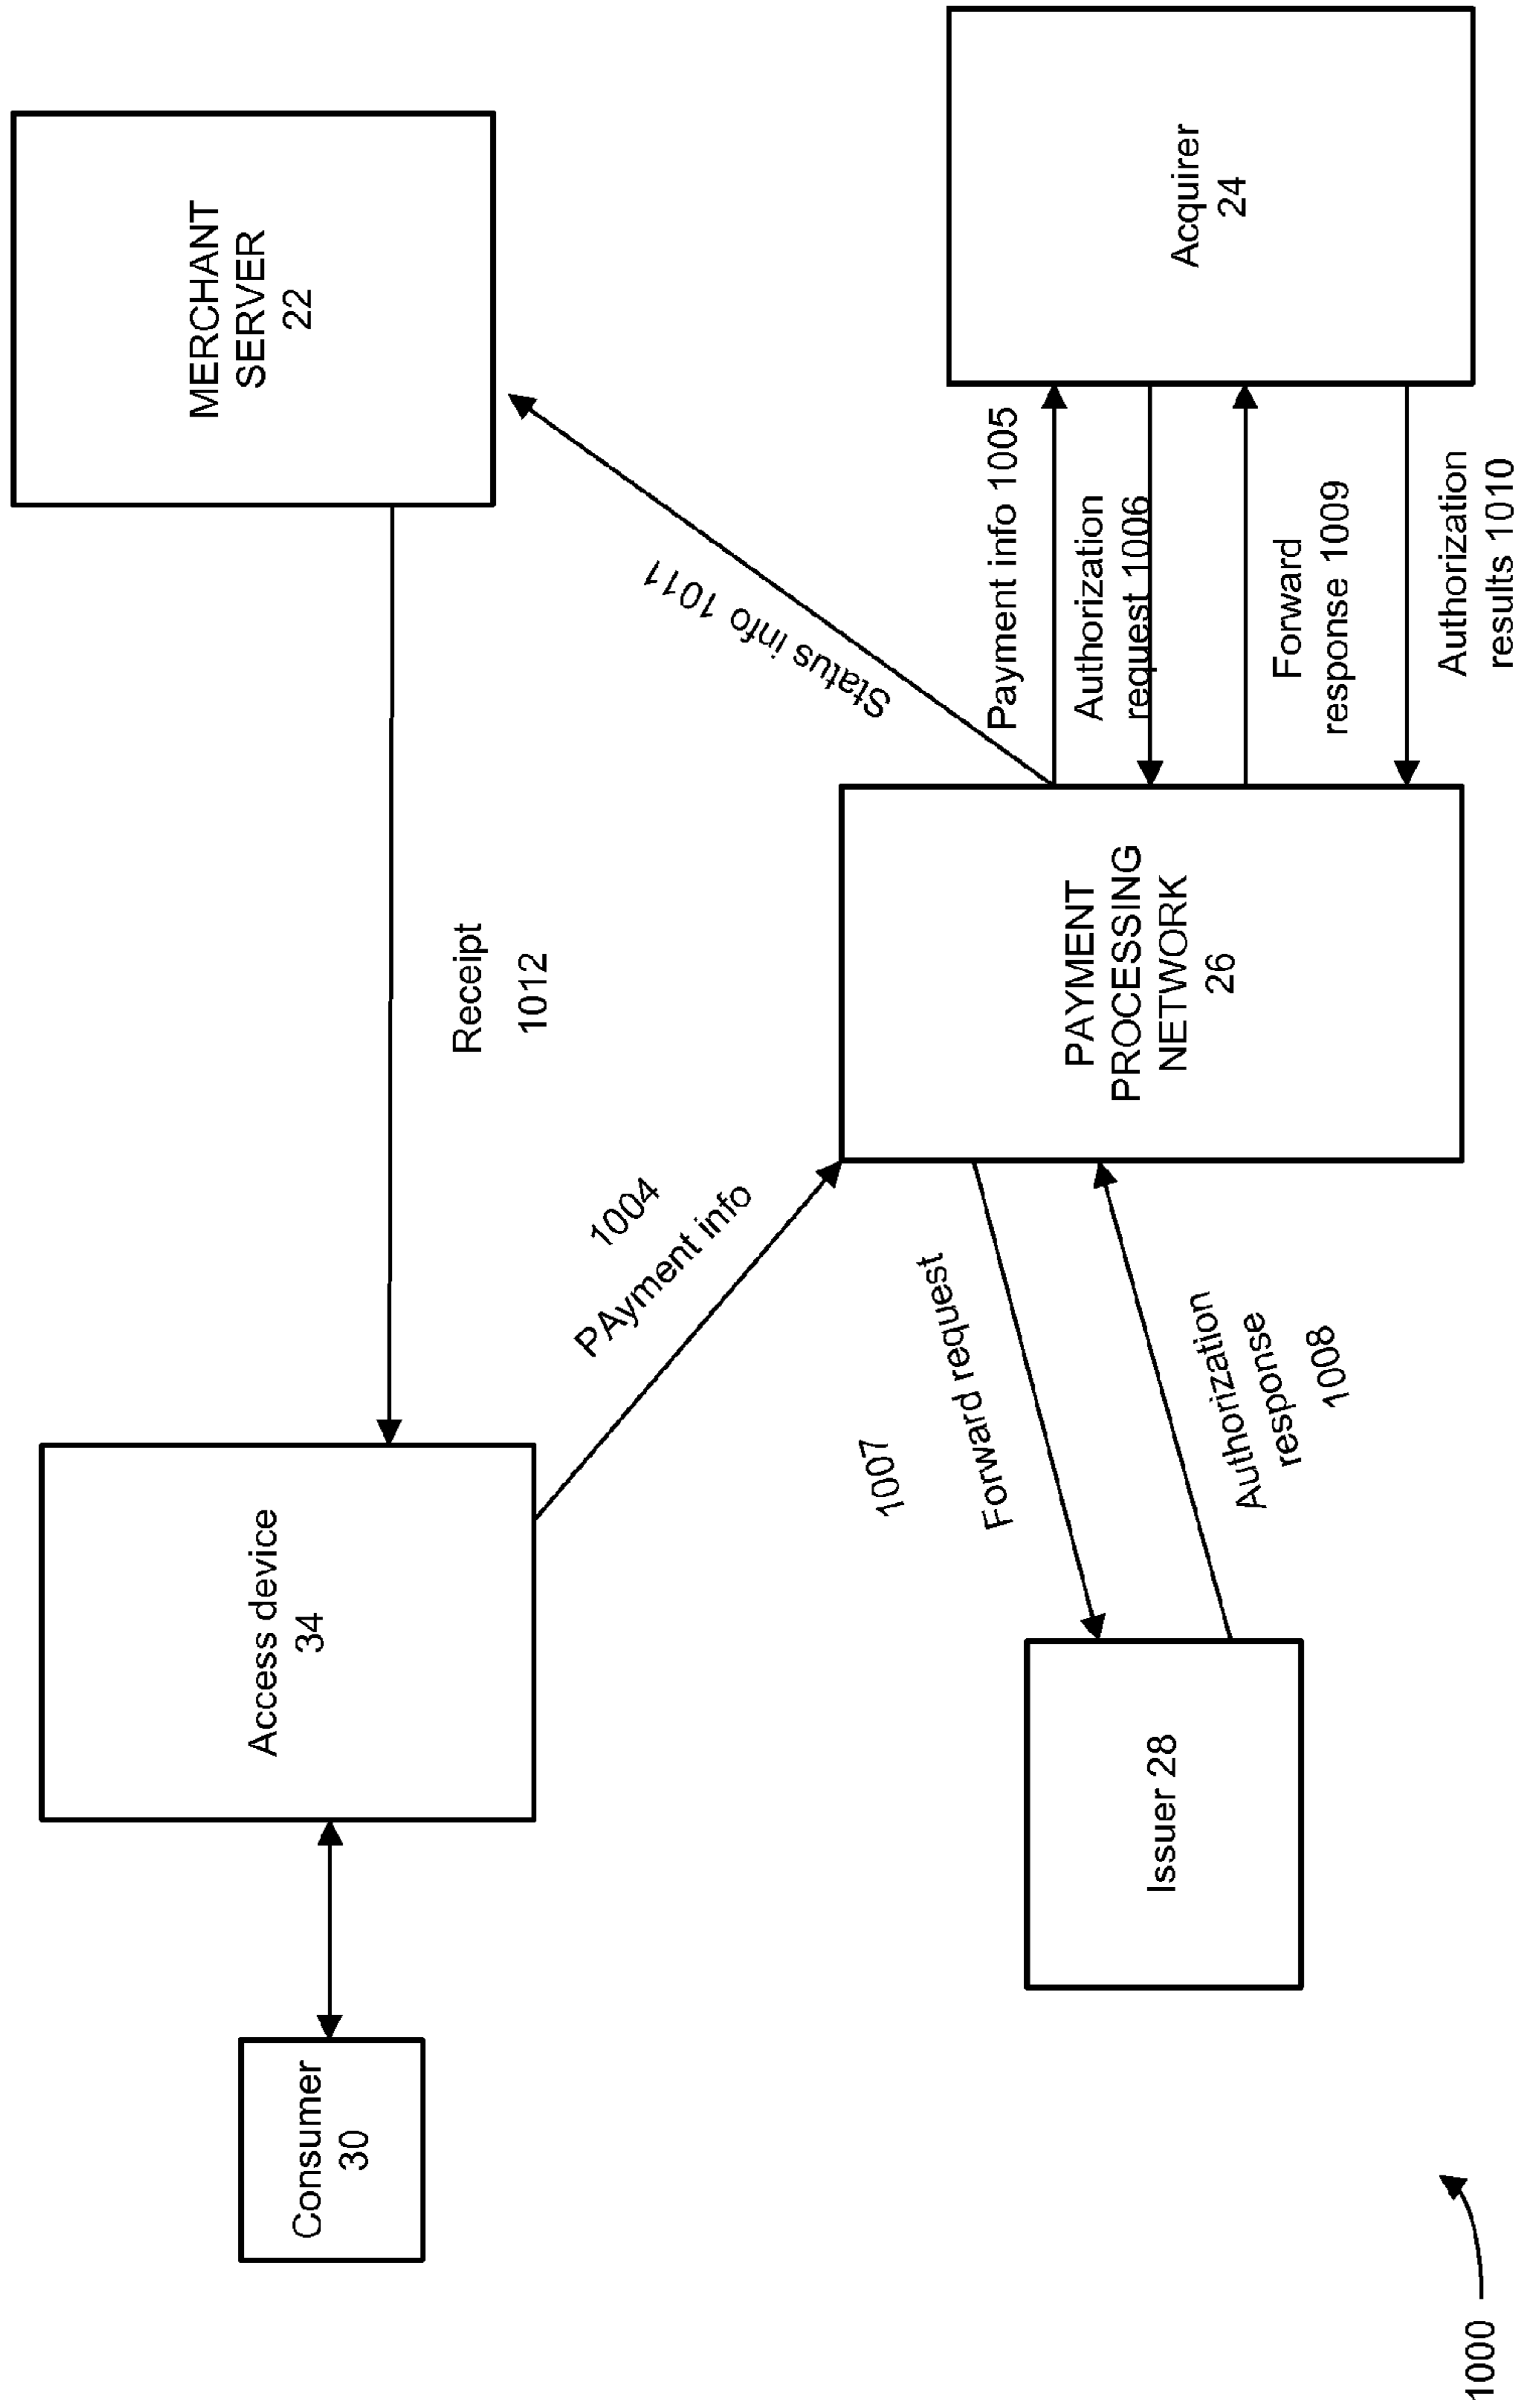 MERCHANT
SERVER
22
Access device
34
Consumer
30
Receipt
1012
1004
PAyment info
Status info 1011
Payment info 1005
Authorization
request 1006
Forward
response 1009
Authorization
results 1010
Acquirer
24
PAYMENT
PROCESSING
NETWORK
26
1007
Forward request
Authorization
response
1008
Issuer 28
1000